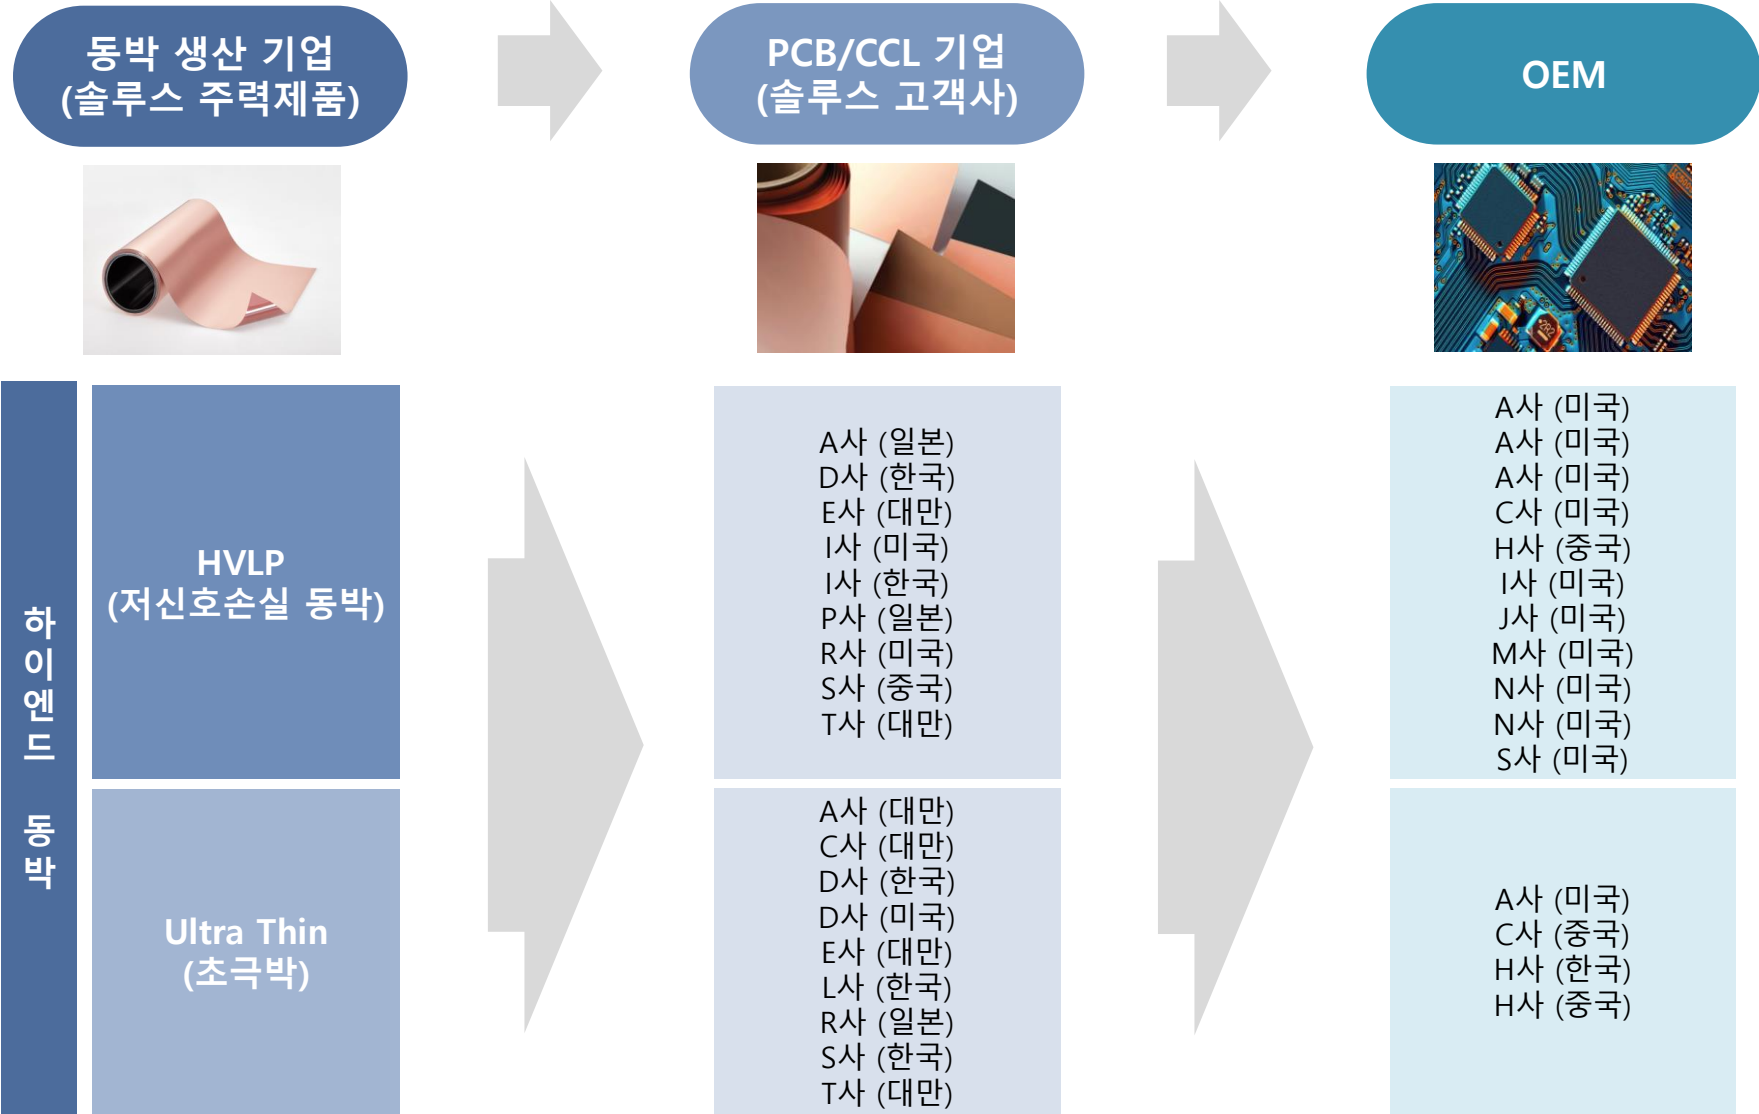 동박 생산 기업
(솔루스 주력제품)
PCB/CCL 기업
(솔루스 고객사)
OEM
하이엔드 동박
HVLP
(저신호손실 동박)
A사 (일본)
D사 (한국)
E사 (대만)
I사 (미국)
I사 (한국)
P사 (일본)
R사 (미국)
S사 (중국)
T사 (대만)
A사 (미국)
A사 (미국)
A사 (미국)
C사 (미국)
H사 (중국)
I사 (미국)
J사 (미국)
M사 (미국)
N사 (미국)
N사 (미국)
S사 (미국)
Ultra Thin
(초극박)
A사 (대만)
C사 (대만)
D사 (한국)
D사 (미국)
E사 (대만)
L사 (한국)
R사 (일본)
S사 (한국)
T사 (대만)
A사 (미국)
C사 (중국)
H사 (한국)
H사 (중국)